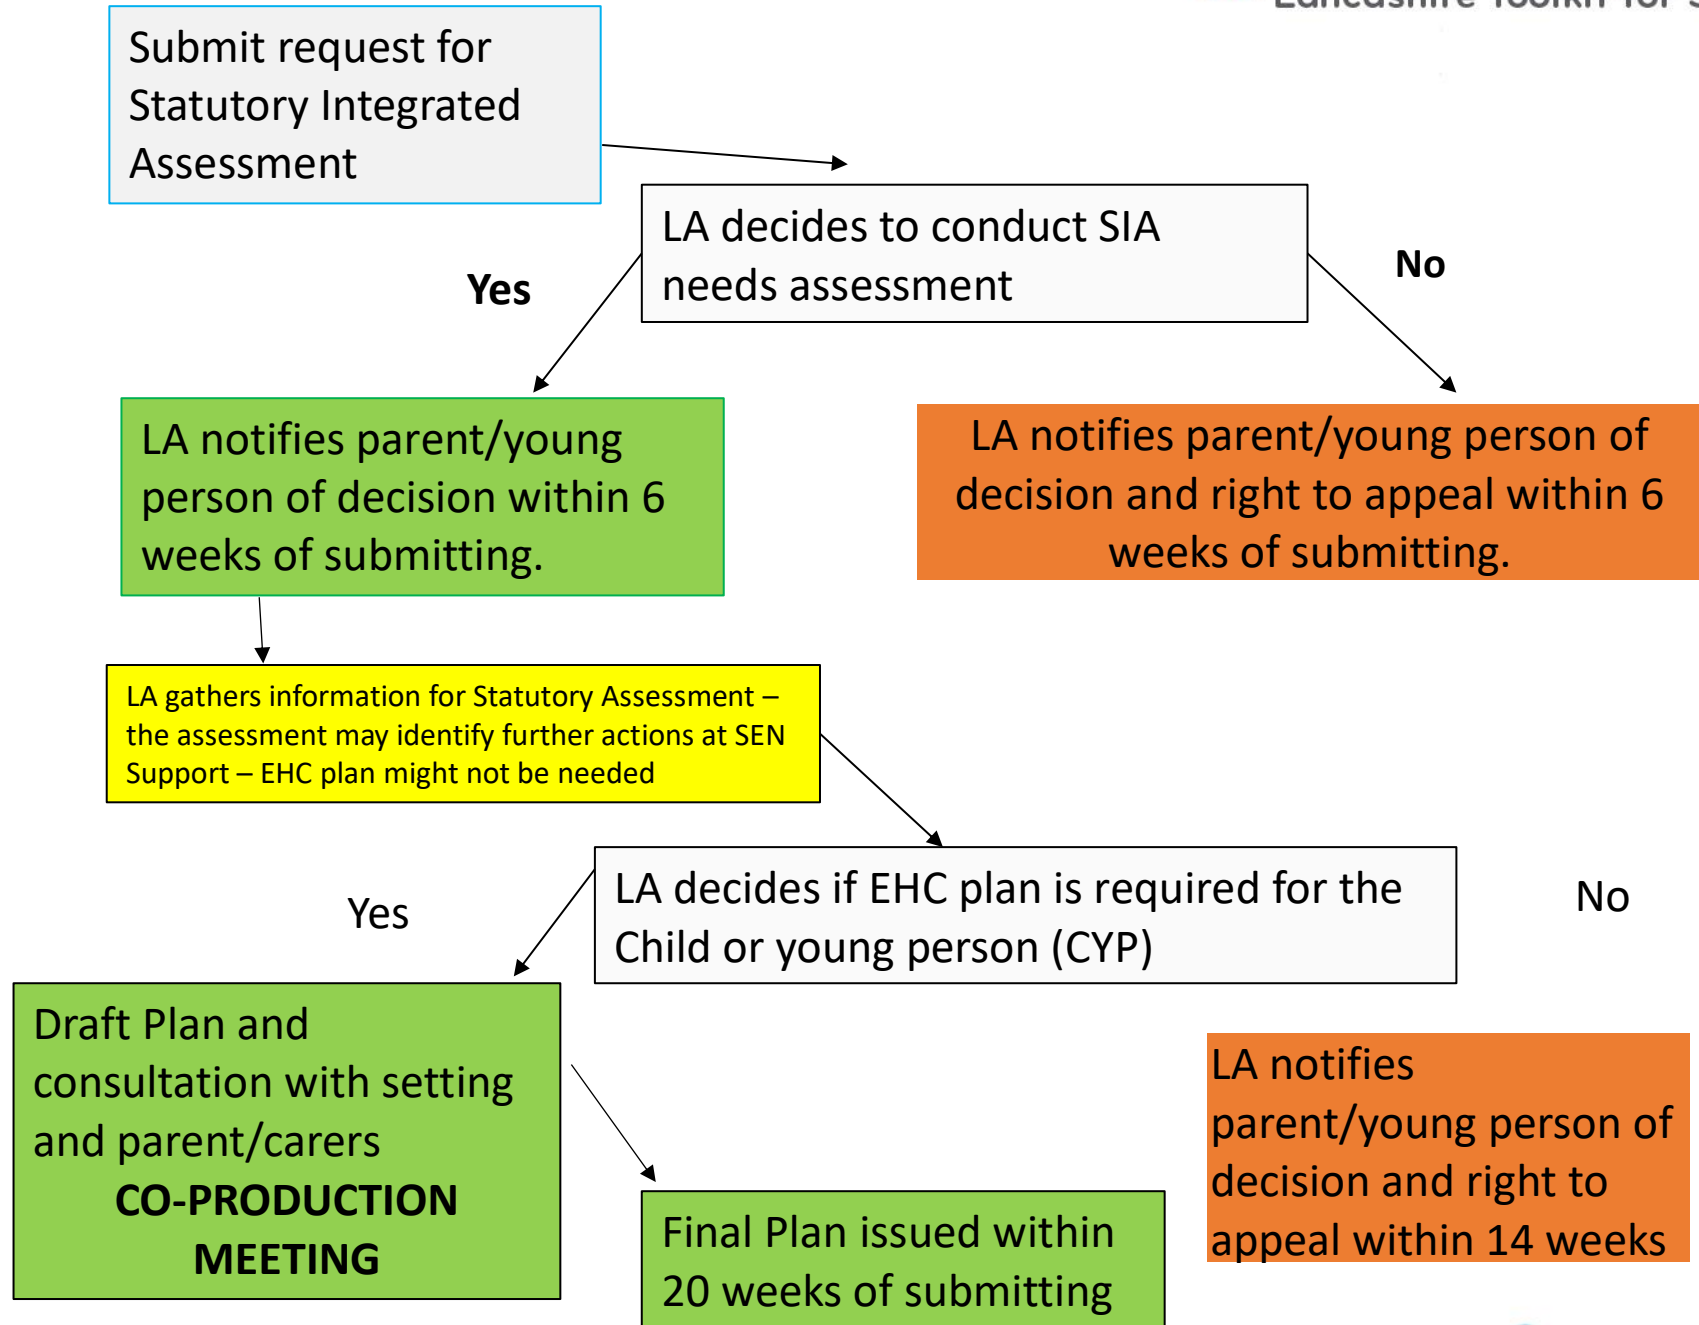 Lancashire Toolkit for S
Submit request for
Statutory Integrated
Assessment
LA decides to conduct SIA
needs assessment
Yes
No
LA notifies parent/young
person of decision within 6
weeks of submitting.
LA notifies parent/young person of
decision and right to appeal within 6
weeks of submitting.
LA gathers information for Statutory Assessment –
the assessment may identify further actions at SEN
Support – EHC plan might not be needed
LA decides if EHC plan is required for the
Child or young person (CYP)
Yes
No
Draft Plan and
consultation with setting
and parent/carers
CO-PRODUCTION
MEETING
LA notifies
parent/young person of
decision and right to
appeal within 14 weeks
Final Plan issued within
20 weeks of submitting